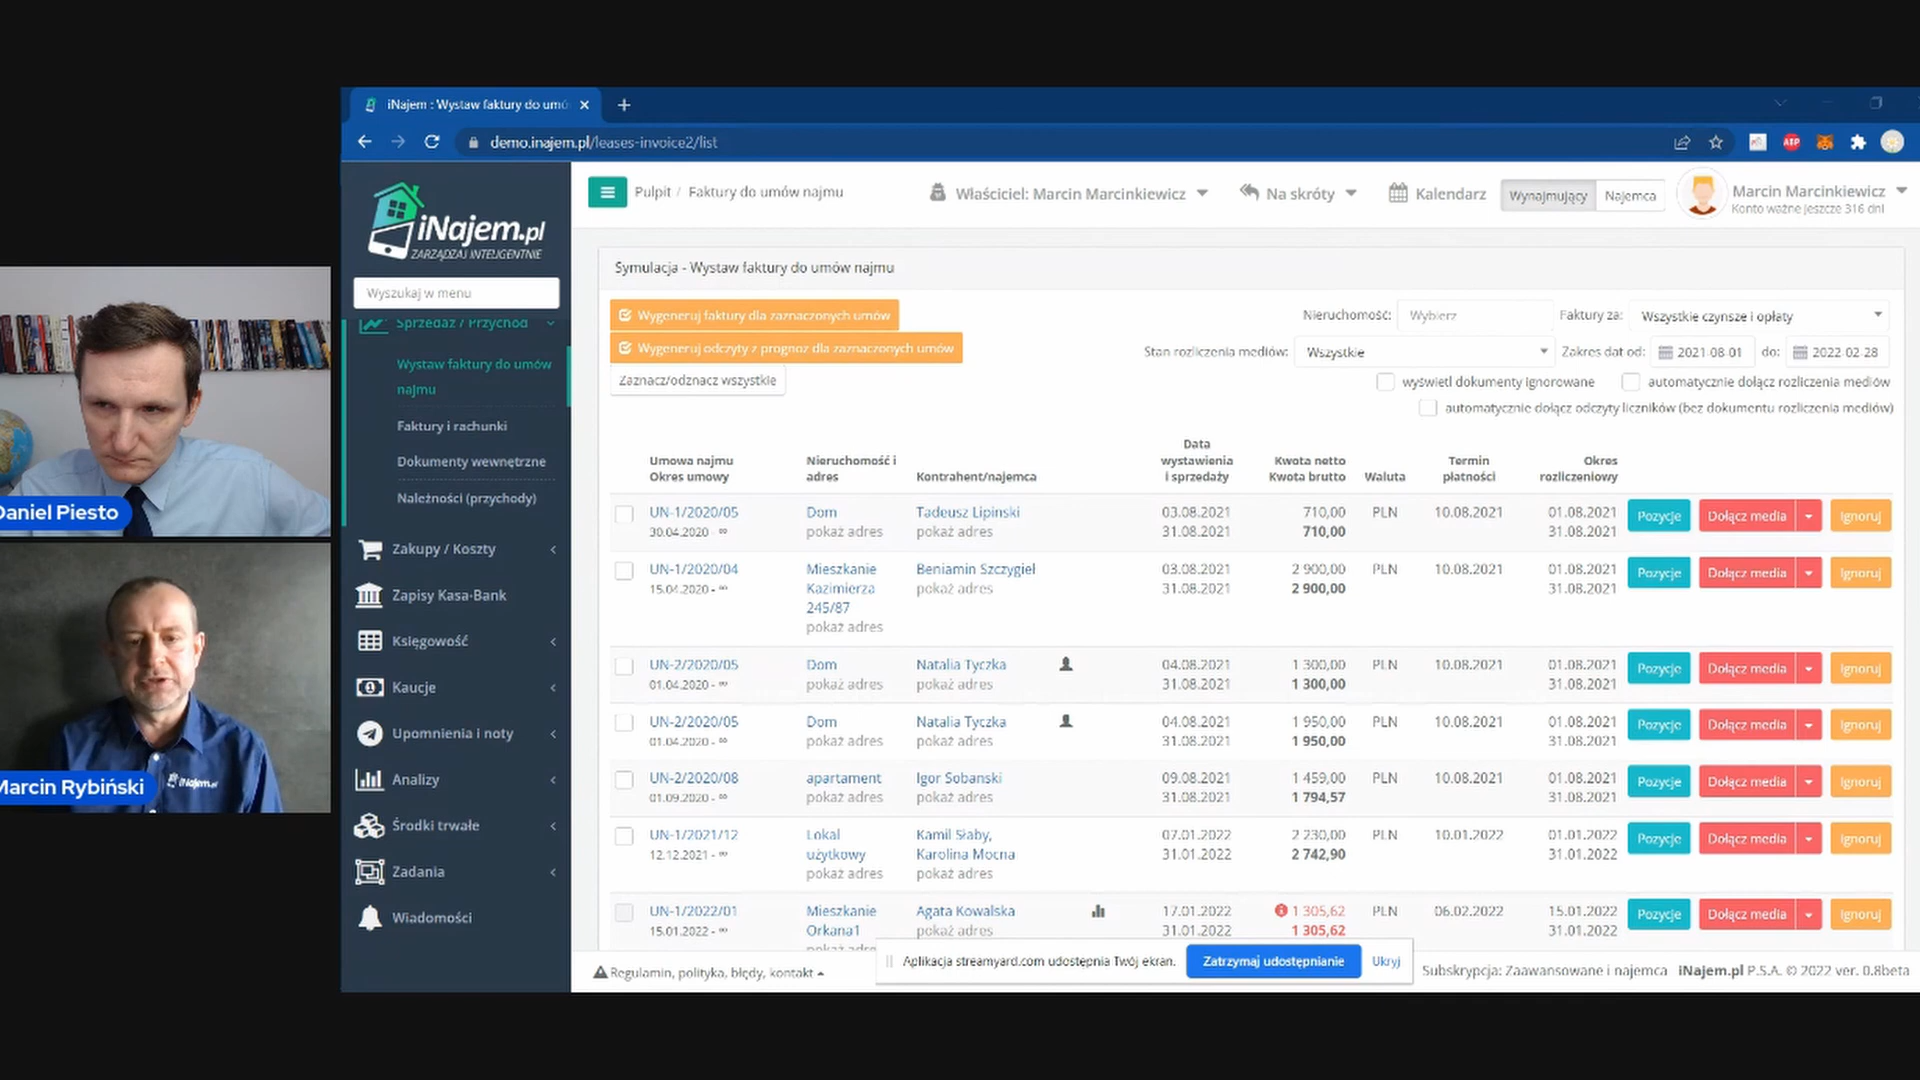 iNajem : Wystaw faktury do umó
demo.inajem.pl/leases-invoice2/list
ABP
iNajem.pl
ZARZĄDZAJ INTELIGENTNIE
Wyszukaj w menu
Sprzedaż / Przychód
Wystaw faktury do umów
najmu
Faktury i rachunki
Dokumenty wewnętrzne
Należności (przychody)
Zakupy / Koszty
Zapisy Kasa-Bank
Księgowość
Kaucje
Upomnienia i noty
Analizy
Środki trwałe
Zadania
Wiadomości
Pulpit / Faktury do umów najmu
Właściciel: Marcin Marcinkiewicz
Na skróty
Kalendarz
Wynajmujący
Najemca
Marcin Marcinkiewicz
Konto ważne jeszcze 316 dni
Symulacja - Wystaw faktury do umów najmu
Wygeneruj faktury dla zaznaczonych umów
Wygeneruj odczyty z prognoz dla zaznaczonych umów
Zaznacz/odznacz wszystkie
Nieruchomość: Wybierz Faktury za: Wszystkie czynsze i opłaty
Stan rozliczenia mediów: Wszystkie Zakres dat od: 2021-08-01 do: 2022-02-28
wyświetl dokumenty ignorowane automatycznie dołącz rozliczenia mediów
automatycznie dołącz odczyty liczników (bez dokumentu rozliczenia mediów)
Data
Umowa najmu Nieruchomość i wystawienia Kwota netto Termin Okres
Okres umowy adres Kontrahent/najemca i sprzedaży Kwota brutto Waluta płatności rozliczeniowy
UN-1/2020/05 Dom Tadeusz Lipinski 03.08.2021 710,00 PLN 10.08.2021 01.08.2021 Pozycje Dołącz media Ignoruj
30.04.2020 - ∞ pokaż adres pokaż adres 31.08.2021 710,00 31.08.2021
UN-1/2020/04 Mieszkanie Beniamin Szczygieł 03.08.2021 2 900,00 PLN 10.08.2021 01.08.2021 Pozycje Dołącz media Ignoruj
15.04.2020 - ∞ Kazimierza pokaż adres 31.08.2021 2 900,00 31.08.2021
245/87
pokaż adres
UN-2/2020/05 Dom Natalia Tyczka 04.08.2021 1 300,00 PLN 10.08.2021 01.08.2021 Pozycje Dołącz media Ignoruj
01.04.2020 - ∞ pokaż adres pokaż adres 31.08.2021 1 300,00 31.08.2021
UN-2/2020/05 Dom Natalia Tyczka 04.08.2021 1 950,00 PLN 10.08.2021 01.08.2021 Pozycje Dołącz media Ignoruj
01.04.2020 - ∞ pokaż adres pokaż adres 31.08.2021 1 950,00 31.08.2021
UN-2/2020/08 apartament Igor Sobanski 09.08.2021 1 459,00 PLN 10.08.2021 01.08.2021 Pozycje Dołącz media Ignoruj
01.09.2020 - ∞ pokaż adres pokaż adres 31.08.2021 1 794,57 31.08.2021
UN-1/2021/12 Lokal Kamil Słaby, 07.01.2022 2 230,00 PLN 10.01.2022 01.01.2022 Pozycje Dołącz media Ignoruj
12.12.2021 - ∞ użytkowy Karolina Mocna 31.01.2022 2 742,90 31.01.2022
pokaż adres pokaż adres
UN-1/2022/01 Mieszkanie Agata Kowalska 17.01.2022 1 305,62 PLN 06.02.2022 15.01.2022 Pozycje Dołącz media Ignoruj
15.01.2022 - ∞ Orkana1 pokaż adres 31.01.2022 1 305,62 31.01.2022
pokaż adres
Aplikacja streamyard.com udostępnia Twój ekran. Zatrzymaj udostępnianie Ukryj
Regulamin, polityka, błędy, kontakt
Subskrypcja: Zaawansowane i najemca iNajem.pl P.S.A. © 2022 ver. 0.8beta
Daniel Piesto
iNajem.pl
Marcin Rybiński